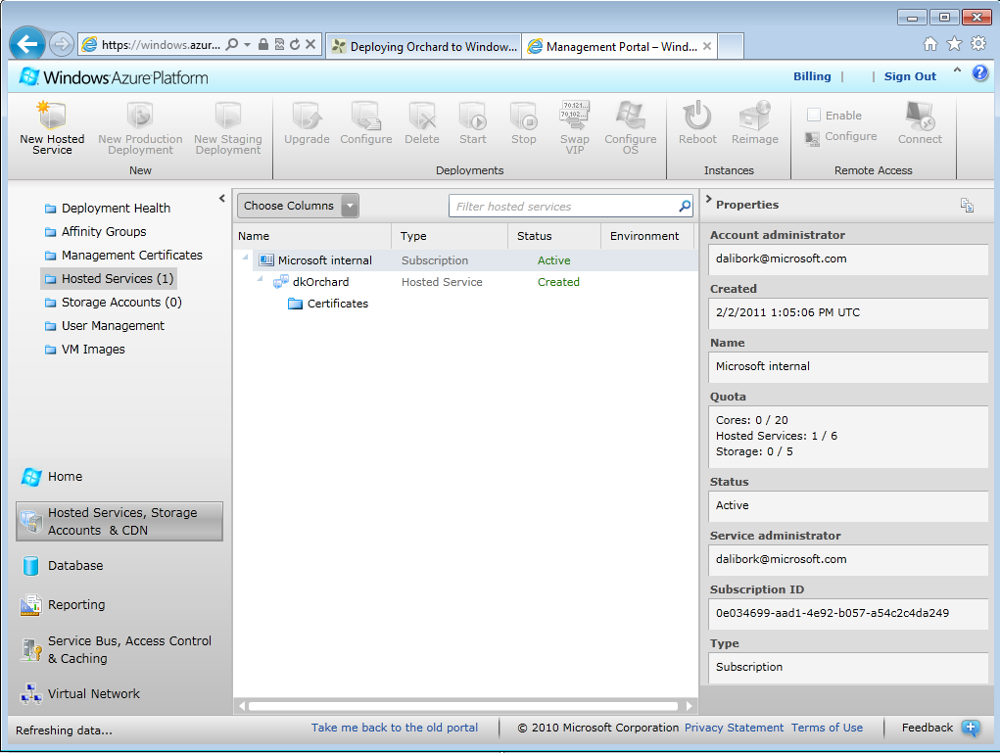 https://windows.azur...
Deploying Orchard to Window...
Management Portal – Wind...
Windows Azure Platform
Billing | | Sign Out
New Hosted Service
New Production Deployment
New Staging Deployment
New
Upgrade
Configure
Delete
Start
Stop
Swap VIP
Configure OS
Deployments
Reboot
Reimage
Instances
Enable
Configure
Connect
Remote Access
Deployment Health
Affinity Groups
Management Certificates
Hosted Services (1)
Storage Accounts (0)
User Management
VM Images
Home
Hosted Services, Storage
Accounts & CDN
Database
Reporting
Service Bus, Access Control
& Caching
Virtual Network
Choose Columns
Filter hosted services
Name Type Status Environment
Microsoft internal Subscription Active
dkOrchard Hosted Service Created
Certificates
Properties
Account administrator
dalibork@microsoft.com
Created
2/2/2011 1:05:06 PM UTC
Name
Microsoft internal
Quota
Cores: 0 / 20
Hosted Services: 1 / 6
Storage: 0 / 5
Status
Active
Service administrator
dalibork@microsoft.com
Subscription ID
0e034699-aad1-4e92-b057-a54c2c4da249
Type
Subscription
Refreshing data...
Take me back to the old portal
© 2010 Microsoft Corporation Privacy Statement Terms of Use
Feedback